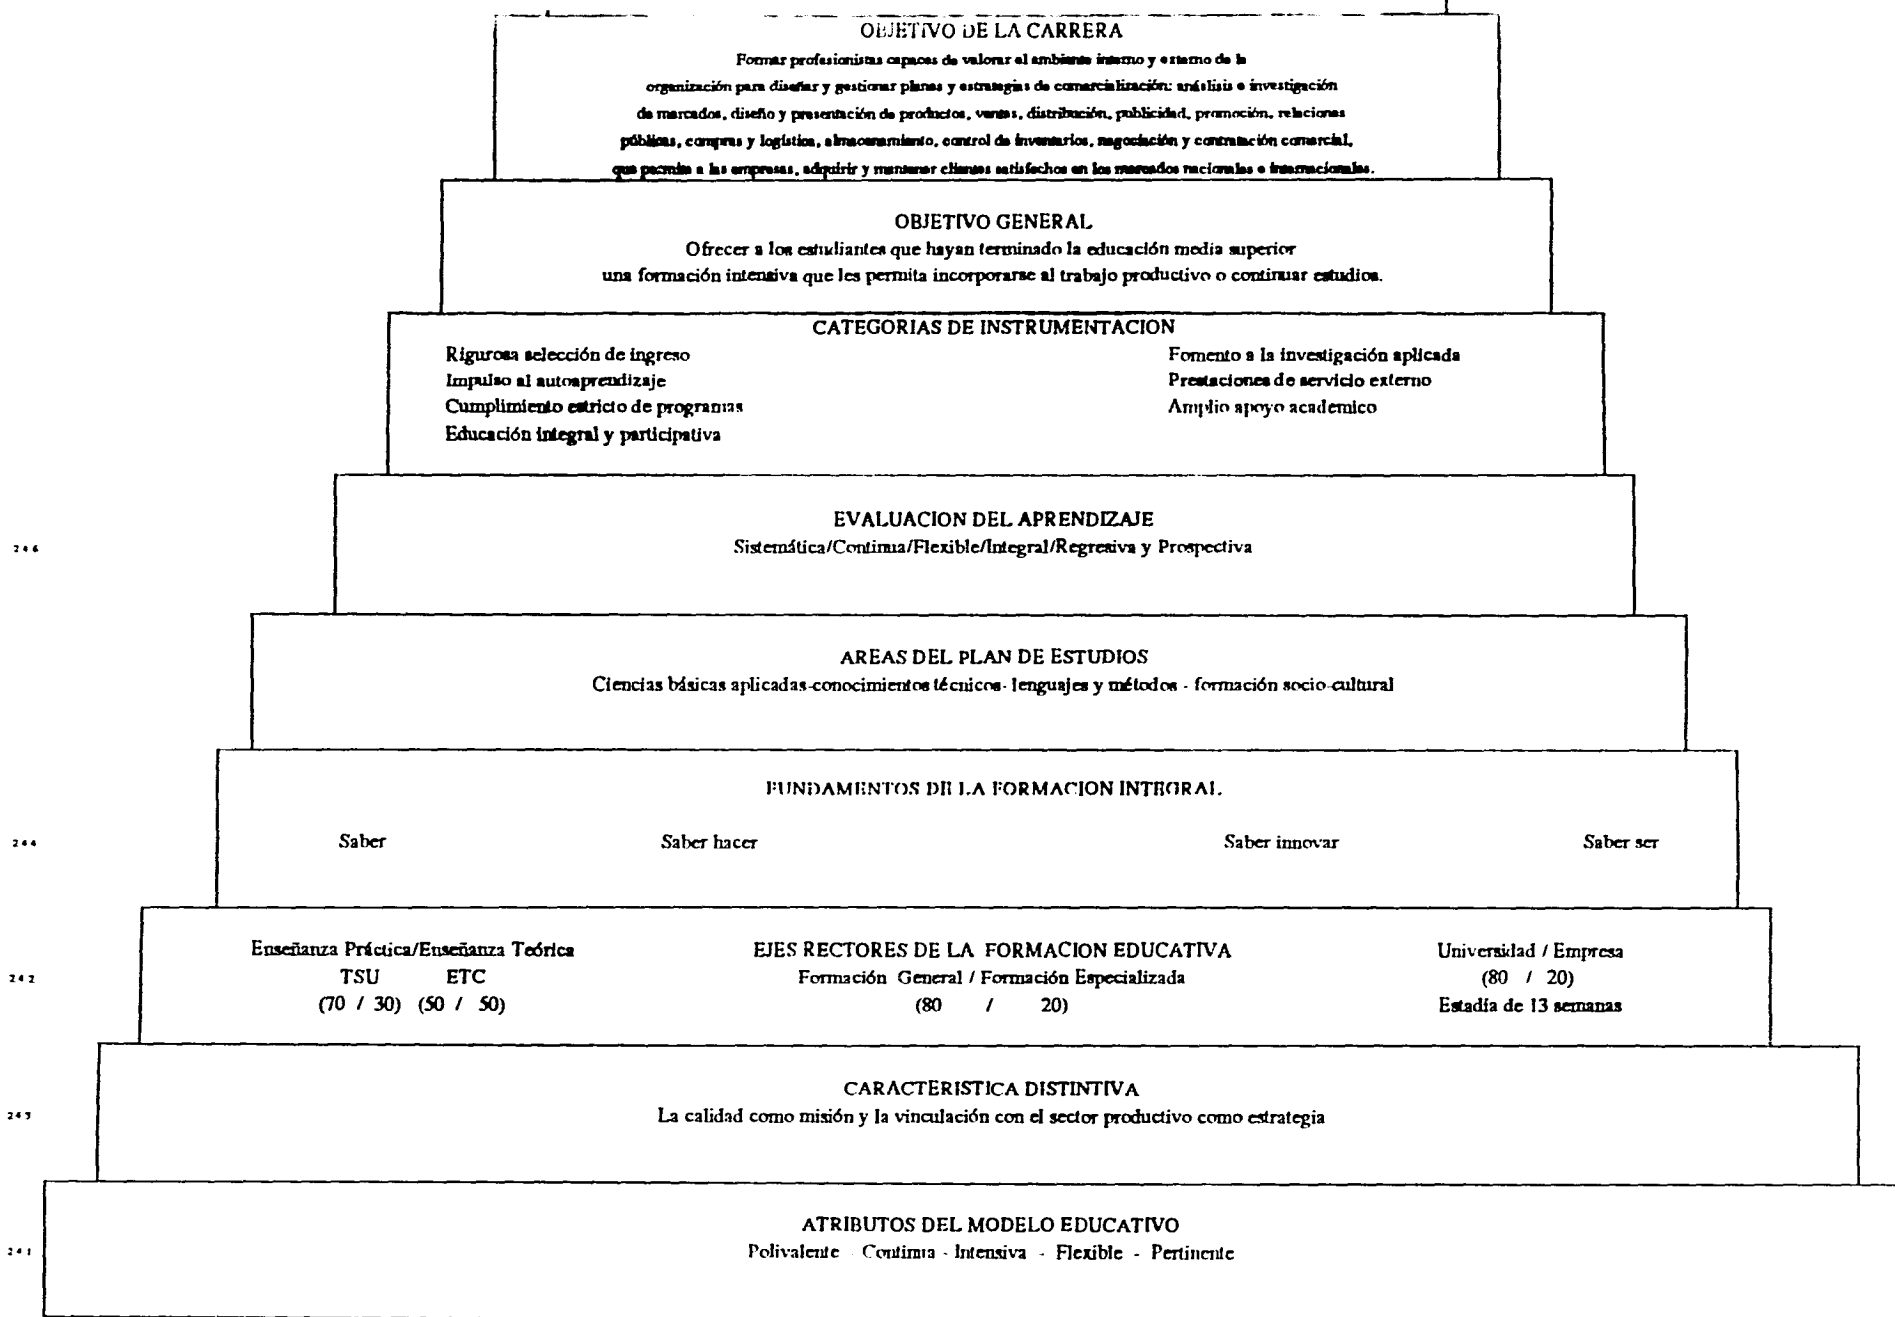 OBJETIVO DE LA CARRERA
Formar profesionistas capaces de valorar el ambiente interno y externo de la
organización para diseñar y gestionar planes y estrategias de comercialización: análisis e investigación
de mercados, diseño y presentación de productos, ventas, distribución, publicidad, promoción, relaciones
públicas, compras y logística, almacenamiento, control de inventarios, negociación y contratación comercial,
que permita a las empresas, adquirir y mantener clientes satisfechos en los mercados nacionales e internacionales.
OBJETIVO GENERAL
Ofrecer a los estudiantes que hayan terminado la educación media superior
una formación intensiva que les permita incorporarse al trabajo productivo o continuar estudios.
CATEGORIAS DE INSTRUMENTACION
Rigurosa selección de ingreso Fomento a la investigación aplicada
Impulso al autoaprendizaje Prestaciones de servicio externo
Cumplimiento estricto de programas Amplio apoyo academico
Educación integral y participativa
EVALUACION DEL APRENDIZAJE
246 Sistemática/Continua/Flexible/Integral/Regresiva y Prospectiva
AREAS DEL PLAN DE ESTUDIOS
Ciencias básicas aplicadas-conocimientos técnicos- lenguajes y métodos - formación socio-cultural
FUNDAMENTOS DE LA FORMACION INTEGRAL
244 Saber Saber hacer Saber innovar Saber ser
Enseñanza Práctica/Enseñanza Teórica EJES RECTORES DE LA FORMACION EDUCATIVA Universidad / Empresa
242 TSU ETC Formación General / Formación Especializada (80 / 20)
(70 / 30) (50 / 50) (80 / 20) Estadía de 13 semanas
CARACTERISTICA DISTINTIVA
243 La calidad como misión y la vinculación con el sector productivo como estrategia
ATRIBUTOS DEL MODELO EDUCATIVO
241 Polivalente - Continua - Intensiva - Flexible - Pertinente